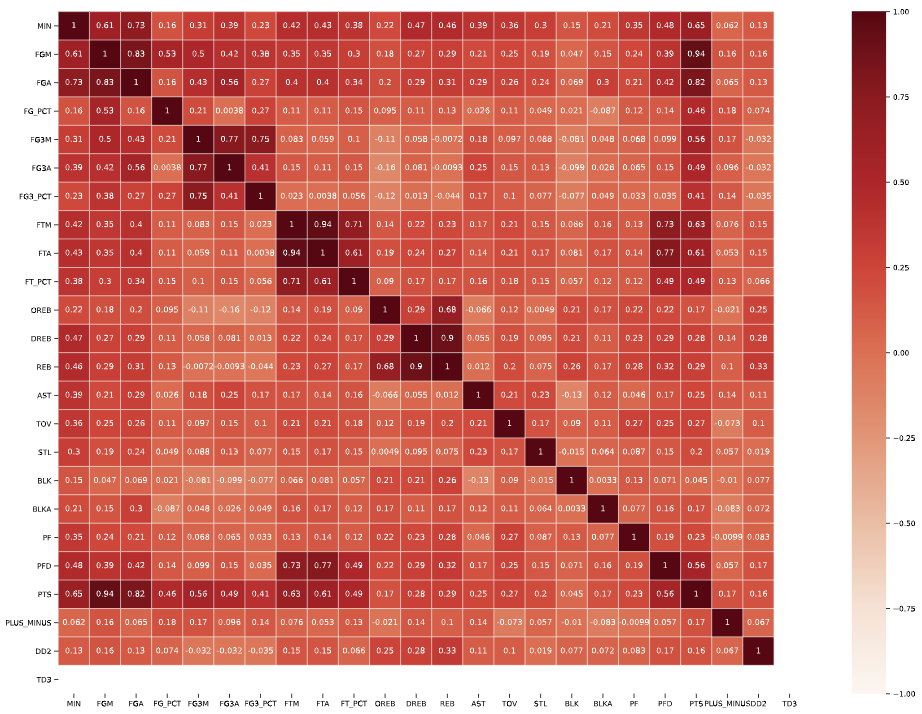 MIN 1 0.61 0.73 0.16 0.31 0.39 0.23 0.42 0.43 0.38 0.22 0.47 0.46 0.39 0.36 0.3 0.15 0.21 0.35 0.48 0.65 0.062 0.13
FGM 0.61 1 0.83 0.53 0.5 0.42 0.38 0.35 0.35 0.3 0.18 0.27 0.29 0.21 0.25 0.19 0.047 0.15 0.24 0.39 0.94 0.16 0.16
FGA 0.73 0.83 1 0.16 0.43 0.56 0.27 0.4 0.4 0.34 0.2 0.29 0.31 0.29 0.26 0.24 0.069 0.3 0.21 0.42 0.82 0.065 0.13
FG_PCT 0.16 0.53 0.16 1 0.21 0.0038 0.27 0.11 0.11 0.15 0.095 0.11 0.13 0.026 0.11 0.049 0.021 -0.087 0.12 0.14 0.46 0.18 0.074
FG3M 0.31 0.5 0.43 0.21 1 0.77 0.75 0.083 0.059 0.1 -0.11 0.058 -0.0072 0.18 0.097 0.088 -0.081 0.048 0.068 0.099 0.56 0.17 -0.032
FG3A 0.39 0.42 0.56 0.0038 0.77 1 0.41 0.15 0.11 0.15 -0.16 0.081 -0.0093 0.25 0.15 0.13 -0.099 0.026 0.065 0.15 0.49 0.096 -0.032
FG3_PCT 0.23 0.38 0.27 0.27 0.75 0.41 1 0.023 0.0038 0.056 -0.12 0.013 -0.044 0.17 0.1 0.077 -0.077 0.049 0.033 0.035 0.41 0.14 -0.035
FTM 0.42 0.35 0.4 0.11 0.083 0.15 0.023 1 0.94 0.71 0.14 0.22 0.23 0.17 0.21 0.15 0.066 0.16 0.13 0.73 0.63 0.076 0.15
FTA 0.43 0.35 0.4 0.11 0.059 0.11 0.0038 0.94 1 0.61 0.19 0.24 0.27 0.14 0.21 0.17 0.081 0.17 0.14 0.77 0.61 0.053 0.15
FT_PCT 0.38 0.3 0.34 0.15 0.1 0.15 0.056 0.71 0.61 1 0.09 0.17 0.17 0.16 0.18 0.15 0.057 0.12 0.12 0.49 0.49 0.13 0.066
OREB 0.22 0.18 0.2 0.095 -0.11 -0.16 -0.12 0.14 0.19 0.09 1 0.29 0.68 -0.066 0.12 0.0049 0.21 0.17 0.22 0.22 0.17 -0.021 0.25
DREB 0.47 0.27 0.29 0.11 0.058 0.081 0.013 0.22 0.24 0.17 0.29 1 0.9 0.055 0.17 0.095 0.21 0.11 0.23 0.29 0.28 0.14 0.28
REB 0.46 0.29 0.31 0.13 -0.0072 -0.0093 -0.044 0.23 0.27 0.17 0.68 0.9 1 0.012 0.2 0.075 0.26 0.17 0.28 0.32 0.29 0.1 0.33
AST 0.39 0.21 0.29 0.026 0.18 0.25 0.17 0.17 0.14 0.16 -0.066 0.055 0.012 1 0.21 0.23 -0.13 0.12 0.046 0.17 0.25 0.14 0.11
TOV 0.36 0.25 0.26 0.11 0.097 0.15 0.1 0.21 0.21 0.18 0.12 0.17 0.2 0.21 1 0.17 0.09 0.11 0.27 0.25 0.27 -0.073 0.1
STL 0.3 0.19 0.24 0.049 0.088 0.13 0.077 0.15 0.17 0.15 0.0049 0.095 0.075 0.23 0.17 1 -0.015 0.064 0.087 0.15 0.2 0.057 0.019
BLK 0.15 0.047 0.069 0.021 -0.081 -0.099 -0.077 0.066 0.081 0.057 0.21 0.21 0.26 -0.13 0.09 -0.015 1 0.0033 0.13 0.071 0.045 -0.01 0.077
BLKA 0.21 0.15 0.3 -0.087 0.048 0.026 0.049 0.16 0.17 0.12 0.17 0.11 0.17 0.12 0.11 0.064 0.0033 1 0.077 0.16 0.17 -0.083 0.072
PF 0.35 0.24 0.21 0.12 0.068 0.065 0.033 0.13 0.14 0.12 0.22 0.23 0.28 0.046 0.27 0.087 0.13 0.077 1 0.19 0.23 -0.0099 0.083
PFD 0.48 0.39 0.42 0.14 0.099 0.15 0.035 0.73 0.77 0.49 0.22 0.29 0.32 0.17 0.25 0.15 0.071 0.16 0.19 1 0.56 0.057 0.17
PTS 0.65 0.94 0.82 0.46 0.56 0.49 0.41 0.63 0.61 0.49 0.17 0.28 0.29 0.25 0.27 0.2 0.045 0.17 0.23 0.56 1 0.17 0.16
PLUS_MINUS 0.062 0.16 0.065 0.18 0.17 0.096 0.14 0.076 0.053 0.13 -0.021 0.14 0.1 0.14 -0.073 0.057 -0.01 -0.083 -0.0099 0.057 0.17 1 0.067
DD2 0.13 0.16 0.13 0.074 -0.032 -0.032 -0.035 0.15 0.15 0.066 0.25 0.28 0.33 0.11 0.1 0.019 0.077 0.072 0.083 0.17 0.16 0.067 1
TD3
MIN FGM FGA FG_PCT FG3M FG3A FG3_PCT FTM FTA FT_PCT OREB DREB REB AST TOV STL BLK BLKA PF PFD PTS PLUS_MINUS DD2 TD3
1.00
0.75
0.50
0.25
0.00
−0.25
−0.50
−0.75
−1.00